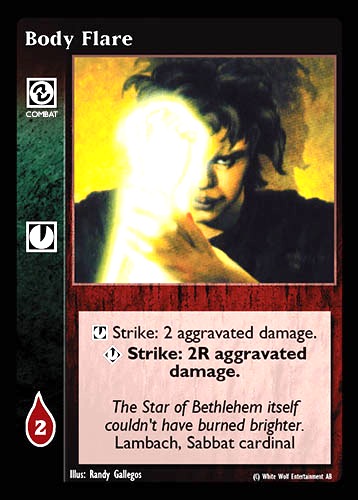 Body Flare
COMBAT
Strike: 2 aggravated damage.
Strike: 2R aggravated
damage.
The Star of Bethlehem itself
couldn't have burned brighter.
Lambach, Sabbat cardinal
2
Illus: Randy Gallegos
(C) White Wolf Entertainment AB